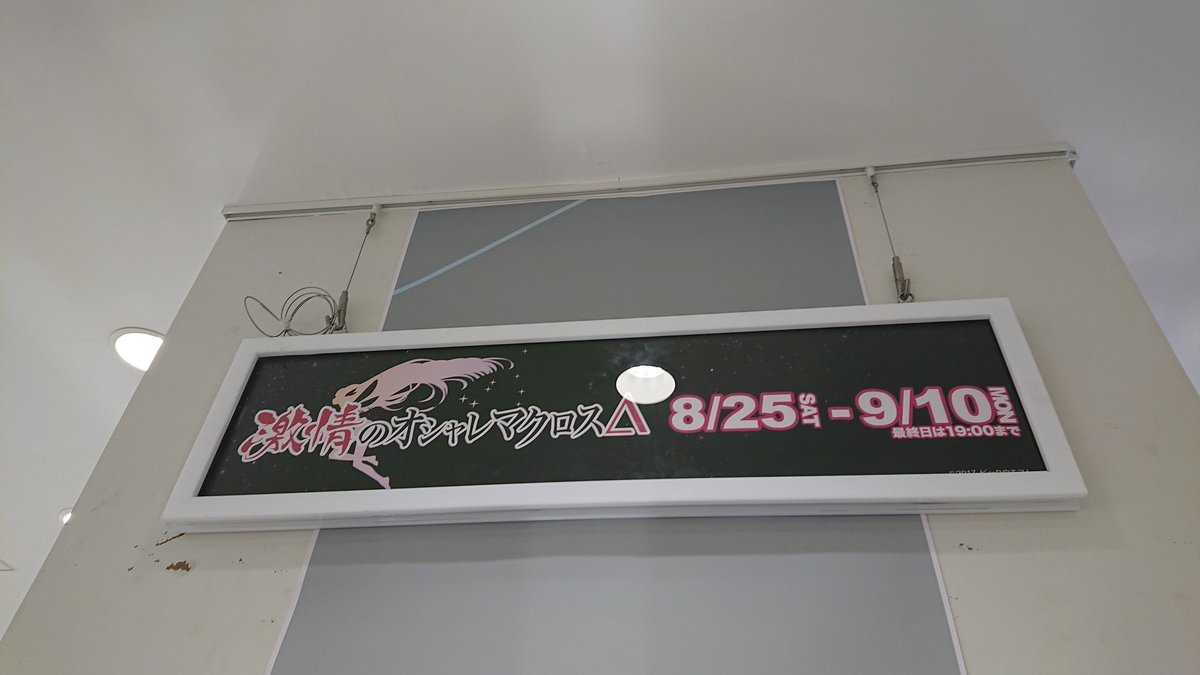 激情のオシャレマクロスΔ
8/25 SAT - 9/10 MON
最終日は19:00まで